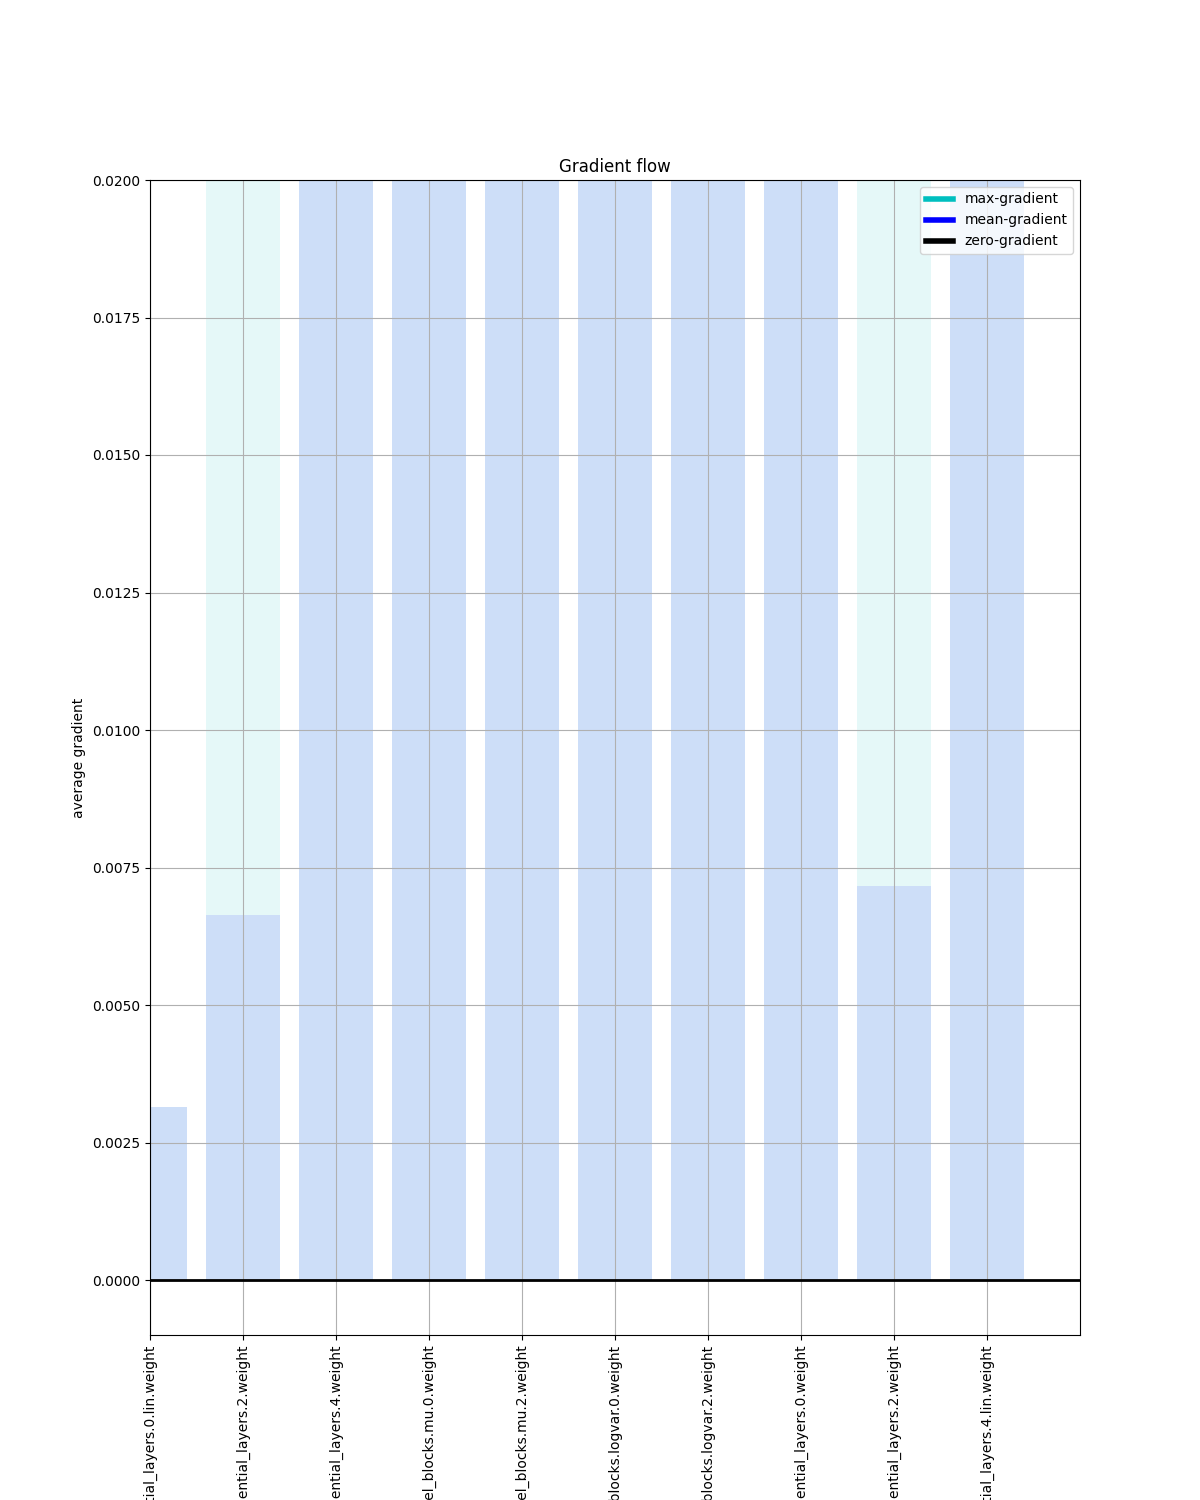 Gradient flow
max-gradient
mean-gradient
zero-gradient
0.0200
0.0175
0.0150
0.0125
0.0100
0.0075
0.0050
0.0025
0.0000
average gradient
tial_layers.0.lin.weight
ential_layers.2.weight
ential_layers.4.weight
el_blocks.mu.0.weight
el_blocks.mu.2.weight
blocks.logvar.0.weight
blocks.logvar.2.weight
ential_layers.0.weight
ential_layers.2.weight
tial_layers.4.lin.weight